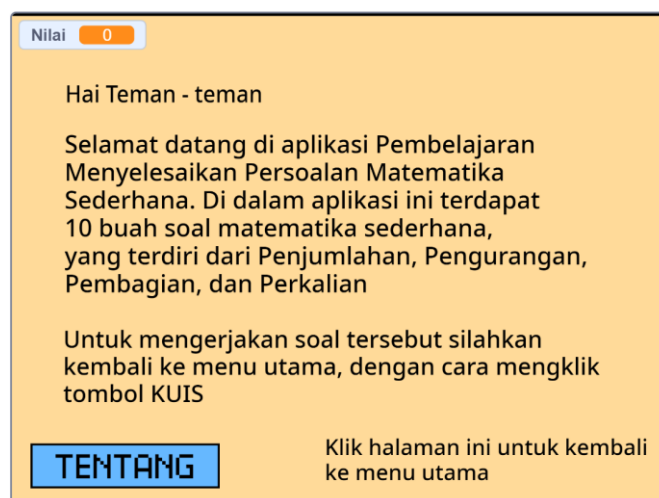 Nilai 0
Hai Teman - teman
Selamat datang di aplikasi Pembelajaran
Menyelesaikan Persoalan Matematika
Sederhana. Di dalam aplikasi ini terdapat
10 buah soal matematika sederhana,
yang terdiri dari Penjumlahan, Pengurangan,
Pembagian, dan Perkalian
Untuk mengerjakan soal tersebut silahkan
kembali ke menu utama, dengan cara mengklik
tombol KUIS
TENTANG
Klik halaman ini untuk kembali
ke menu utama